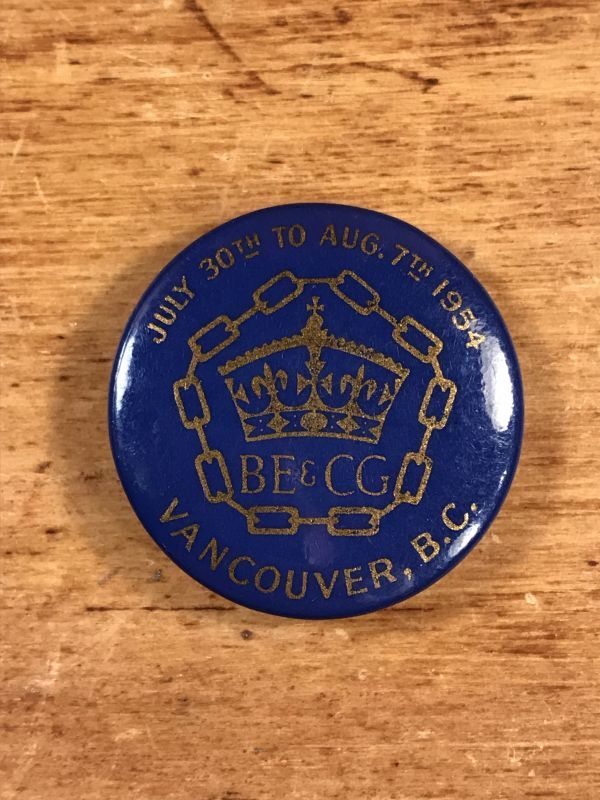 JULY 30TH TO AUG. 7TH 1954
BE & CG
VANCOUVER, B.C.